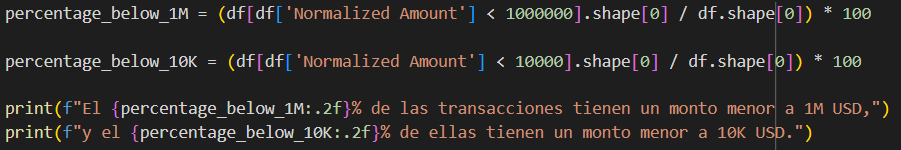 percentage_below_1M = (df[df['Normalized Amount'] < 1000000].shape[0] / df.shape[0]) * 100
percentage_below_10K = (df[df['Normalized Amount'] < 10000].shape[0] / df.shape[0]) * 100
print(f"El {percentage_below_1M:.2f}% de las transacciones tienen un monto menor a 1M USD,")
print(f"y el {percentage_below_10K:.2f}% de ellas tienen un monto menor a 10K USD.")